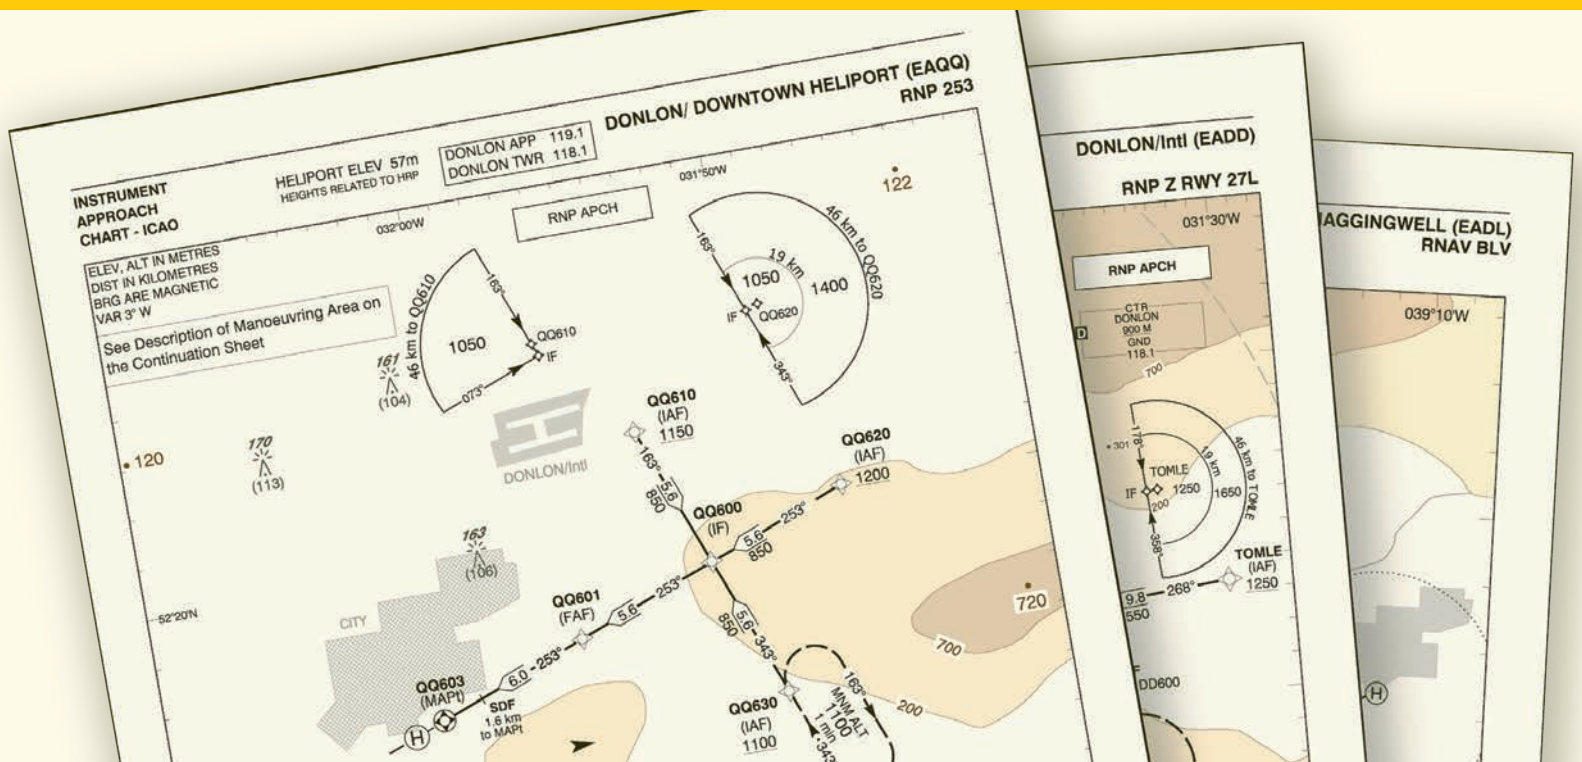 DONLON/ DOWNTOWN HELIPORT (EAQQ)
RNP 253
INSTRUMENT
APPROACH
CHART - ICAO
HELIPORT ELEV 57m
HEIGHTS RELATED TO HRP
DONLON APP 119.1
DONLON TWR 118.1
ELEV, ALT IN METRES
DIST IN KILOMETRES
BRG ARE MAGNETIC
VAR 3° W
See Description of Manoeuvring Area on
the Continuation Sheet
032°00'W
RNP APCH
031°50'W
122
46 km to QQ610
163°
1050
073°
QQ610
IF
163°
46 km to QQ620
19 km
1050
1400
IF
QQ620
343°
161
(104)
120
170
(113)
DONLON/Intl
QQ610
(IAF)
1150
163°
5.6
850
QQ620
(IAF)
1200
253°
5.6
850
QQ600
(IF)
163
(106)
52°20'N
CITY
QQ601
(FAF)
5.6
253°
5.6
850
343°
720
700
200
QQ603
(MAPt)
6.0
253°
SDF
1.6 km
to MAPt
H
QQ630
(IAF)
1100
163°
MNM ALT
1100
1 min
343
DONLON/Intl (EADD)
RNP Z RWY 27L
031°30'W
RNP APCH
CTR
DONLON
900 M
GND
118.1
D
700
178°
301
19 km
46 km to TOMLE
TOMLE
IF
1250
1650
200
358°
TOMLE
(IAF)
1250
9.8
550
268°
F
DD600
AGGINGWELL (EADL)
RNAV BLV
039°10'W
H